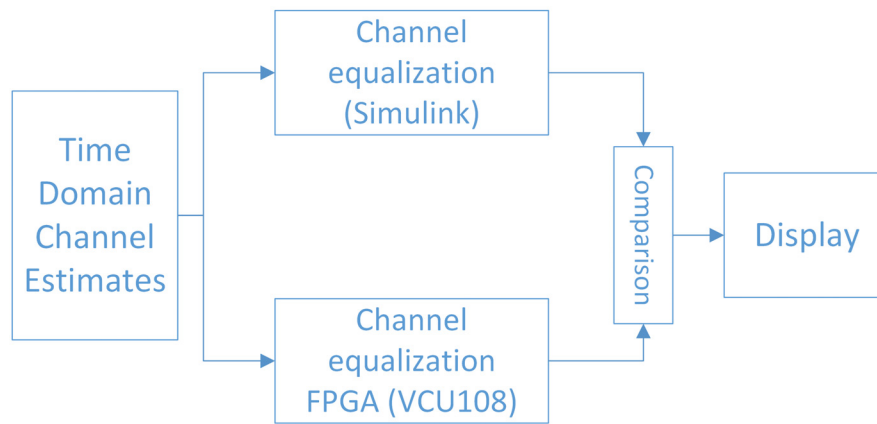 Channel
equalization
(Simulink)
Time
Domain
Channel
Estimates
Comparison
Display
Channel
equalization
FPGA (VCU108)